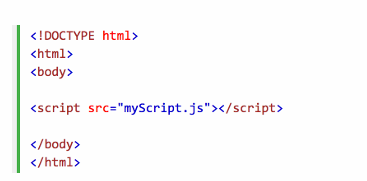 <!DOCTYPE html>
<html>
<body>
<script src="myScript.js"></script>
</body>
</html>